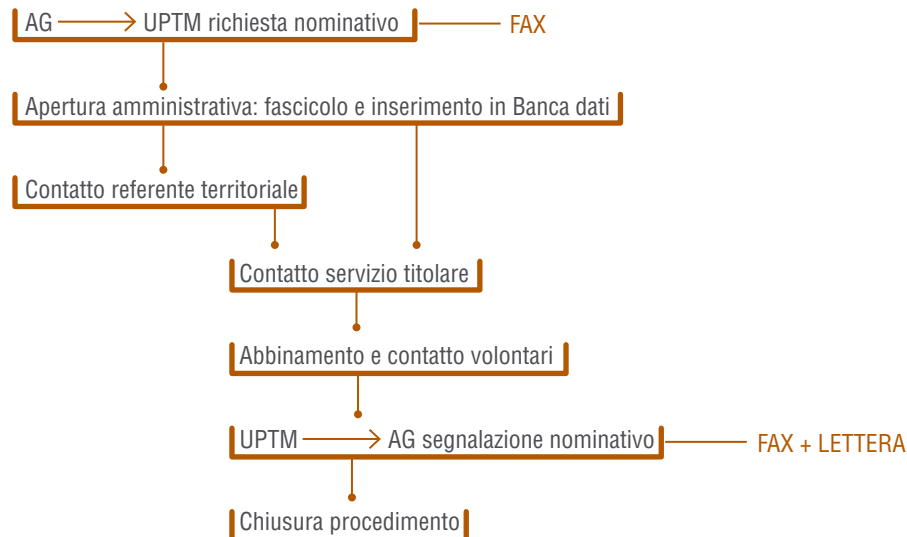 AG → UPTM richiesta nominativo FAX
Apertura amministrativa: fascicolo e inserimento in Banca dati
Contatto referente territoriale
Contatto servizio titolare
Abbinamento e contatto volontari
UPTM → AG segnalazione nominativo FAX + LETTERA
Chiusura procedimento